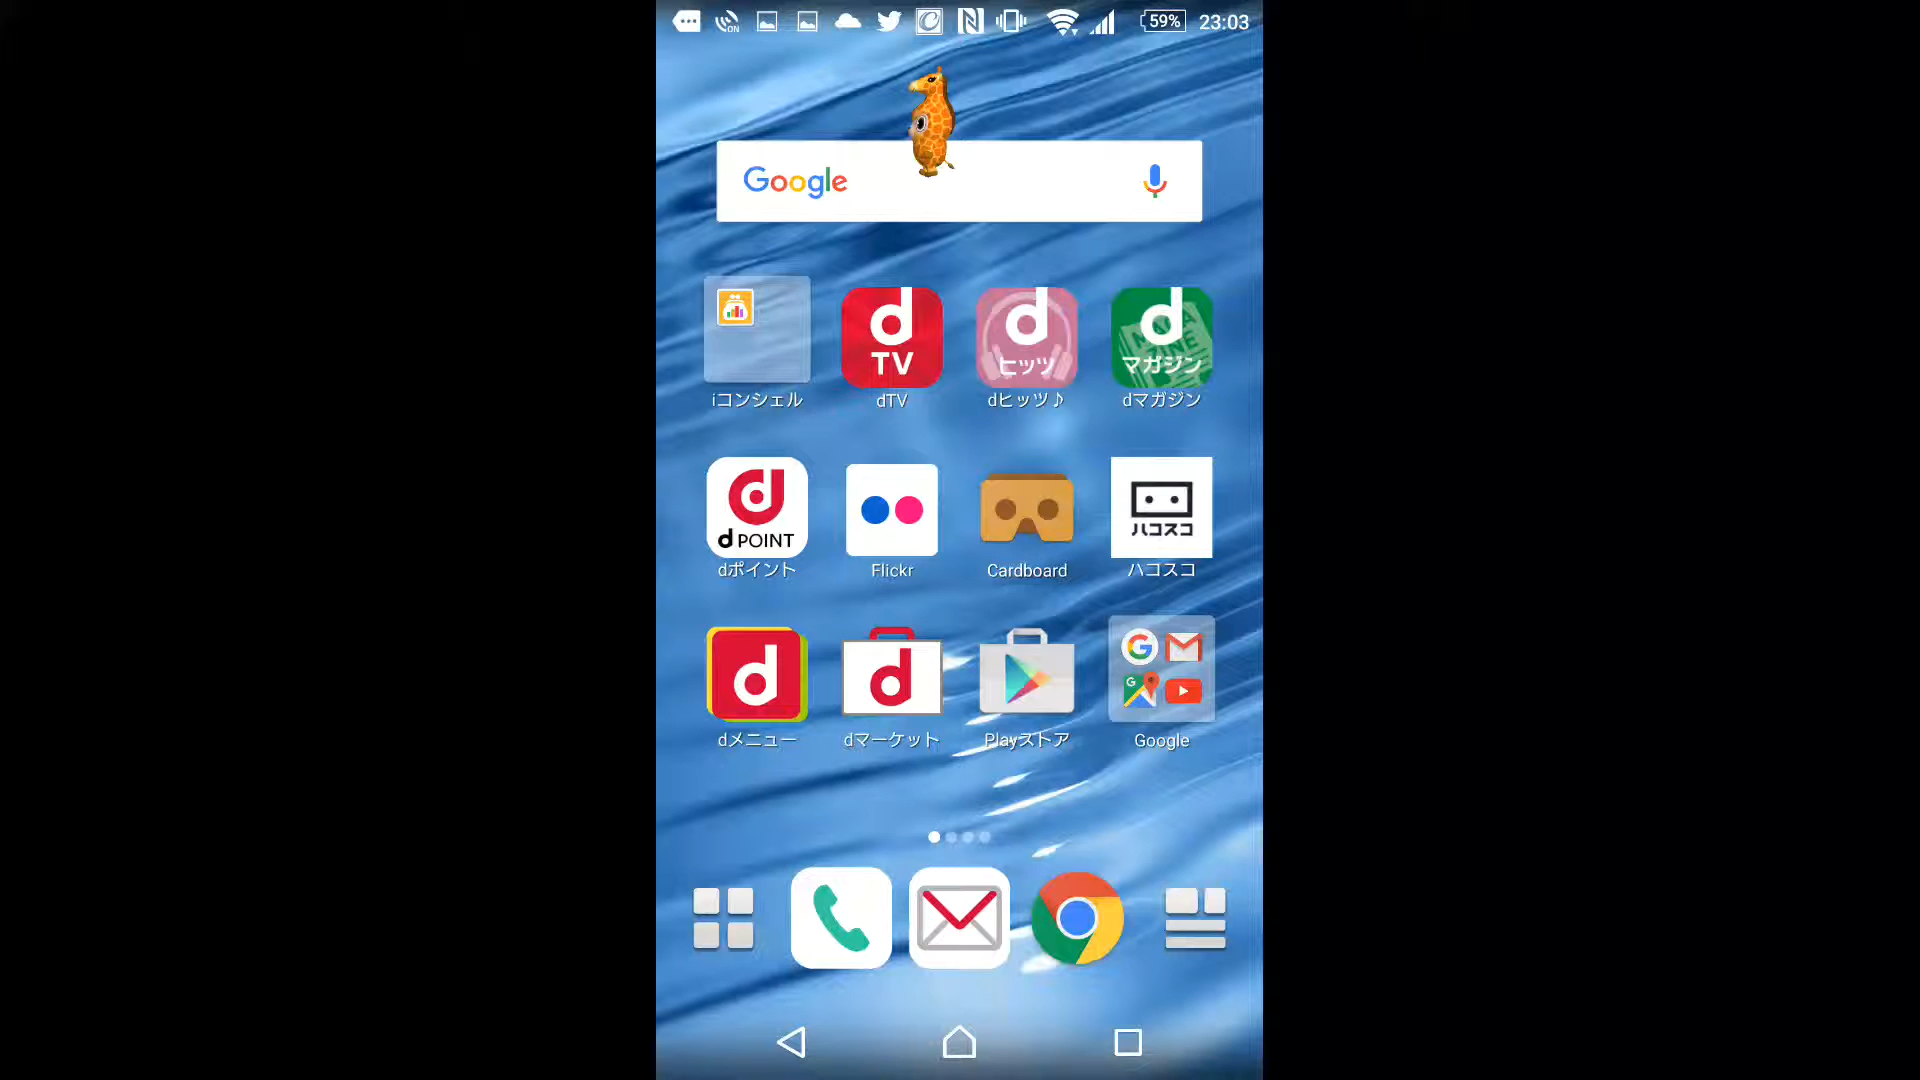 ON
59%
23:03
Google
d
TV
d
ヒッツ
d
マガジン
iコンシェル
dTV
dヒッツ♪
dマガジン
d
d POINT
ハコスコ
dポイント
Flickr
Cardboard
ハコスコ
d
d
G
G
dメニュー
dマーケット
Playストア
Google